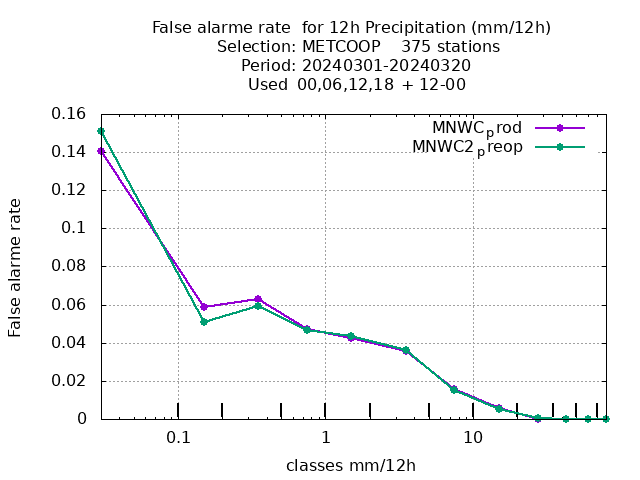 False alarme rate  for 12h Precipitation (mm/12h)
Selection: METCOOP    375 stations
Period: 20240301-20240320
Used  00,06,12,18 + 12-00
MNWCprod
MNWC2preop
0.16
0.14
0.12
0.1
0.08
0.06
0.04
0.02
0
False alarme rate
0.1 1 10
classes mm/12h